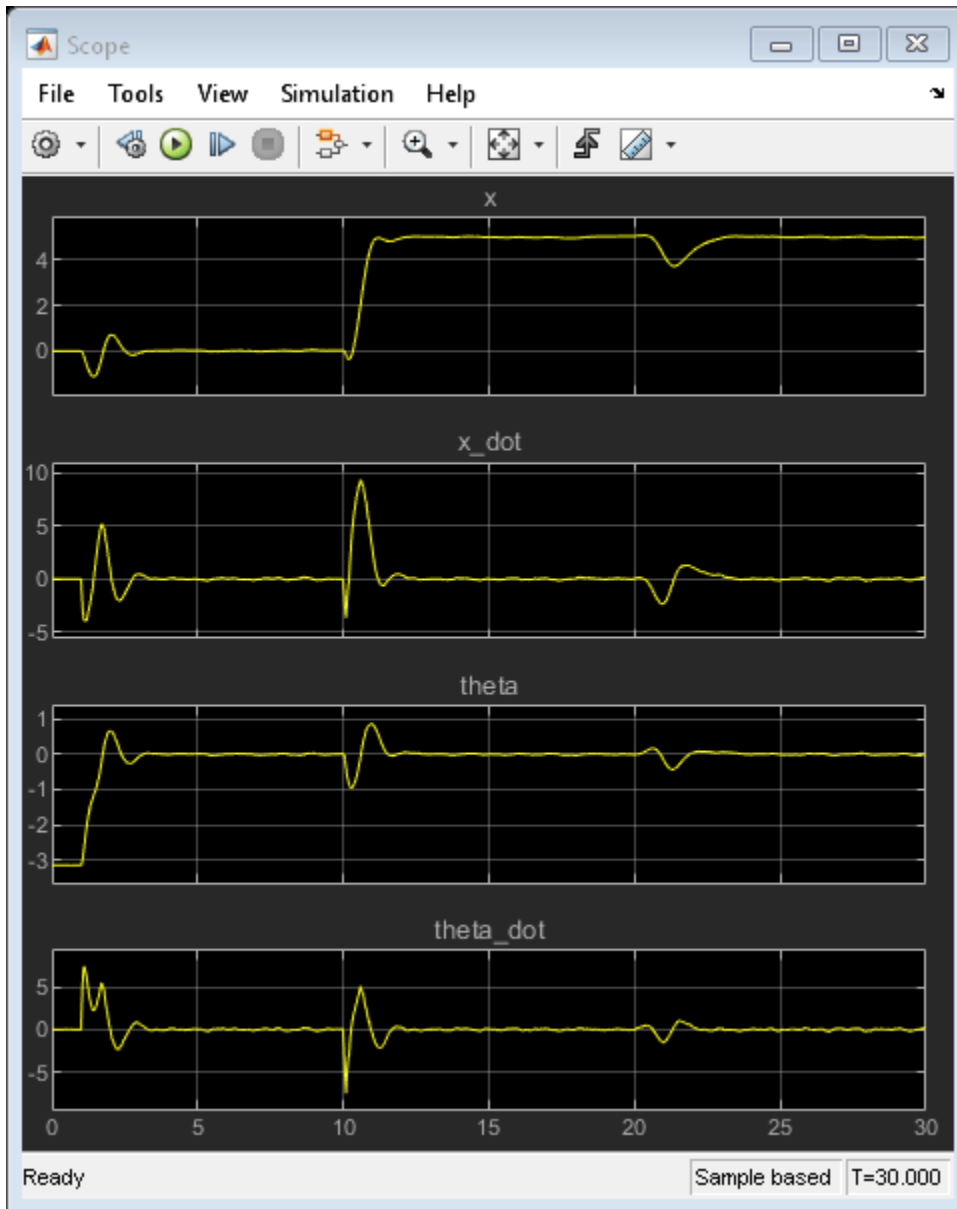 Scope
File Tools View Simulation Help
x
4
2
0
x_dot
10
5
0
-5
theta
1
0
-1
-2
-3
theta_dot
5
0
-5
0 5 10 15 20 25 30
Ready Sample based T=30.000